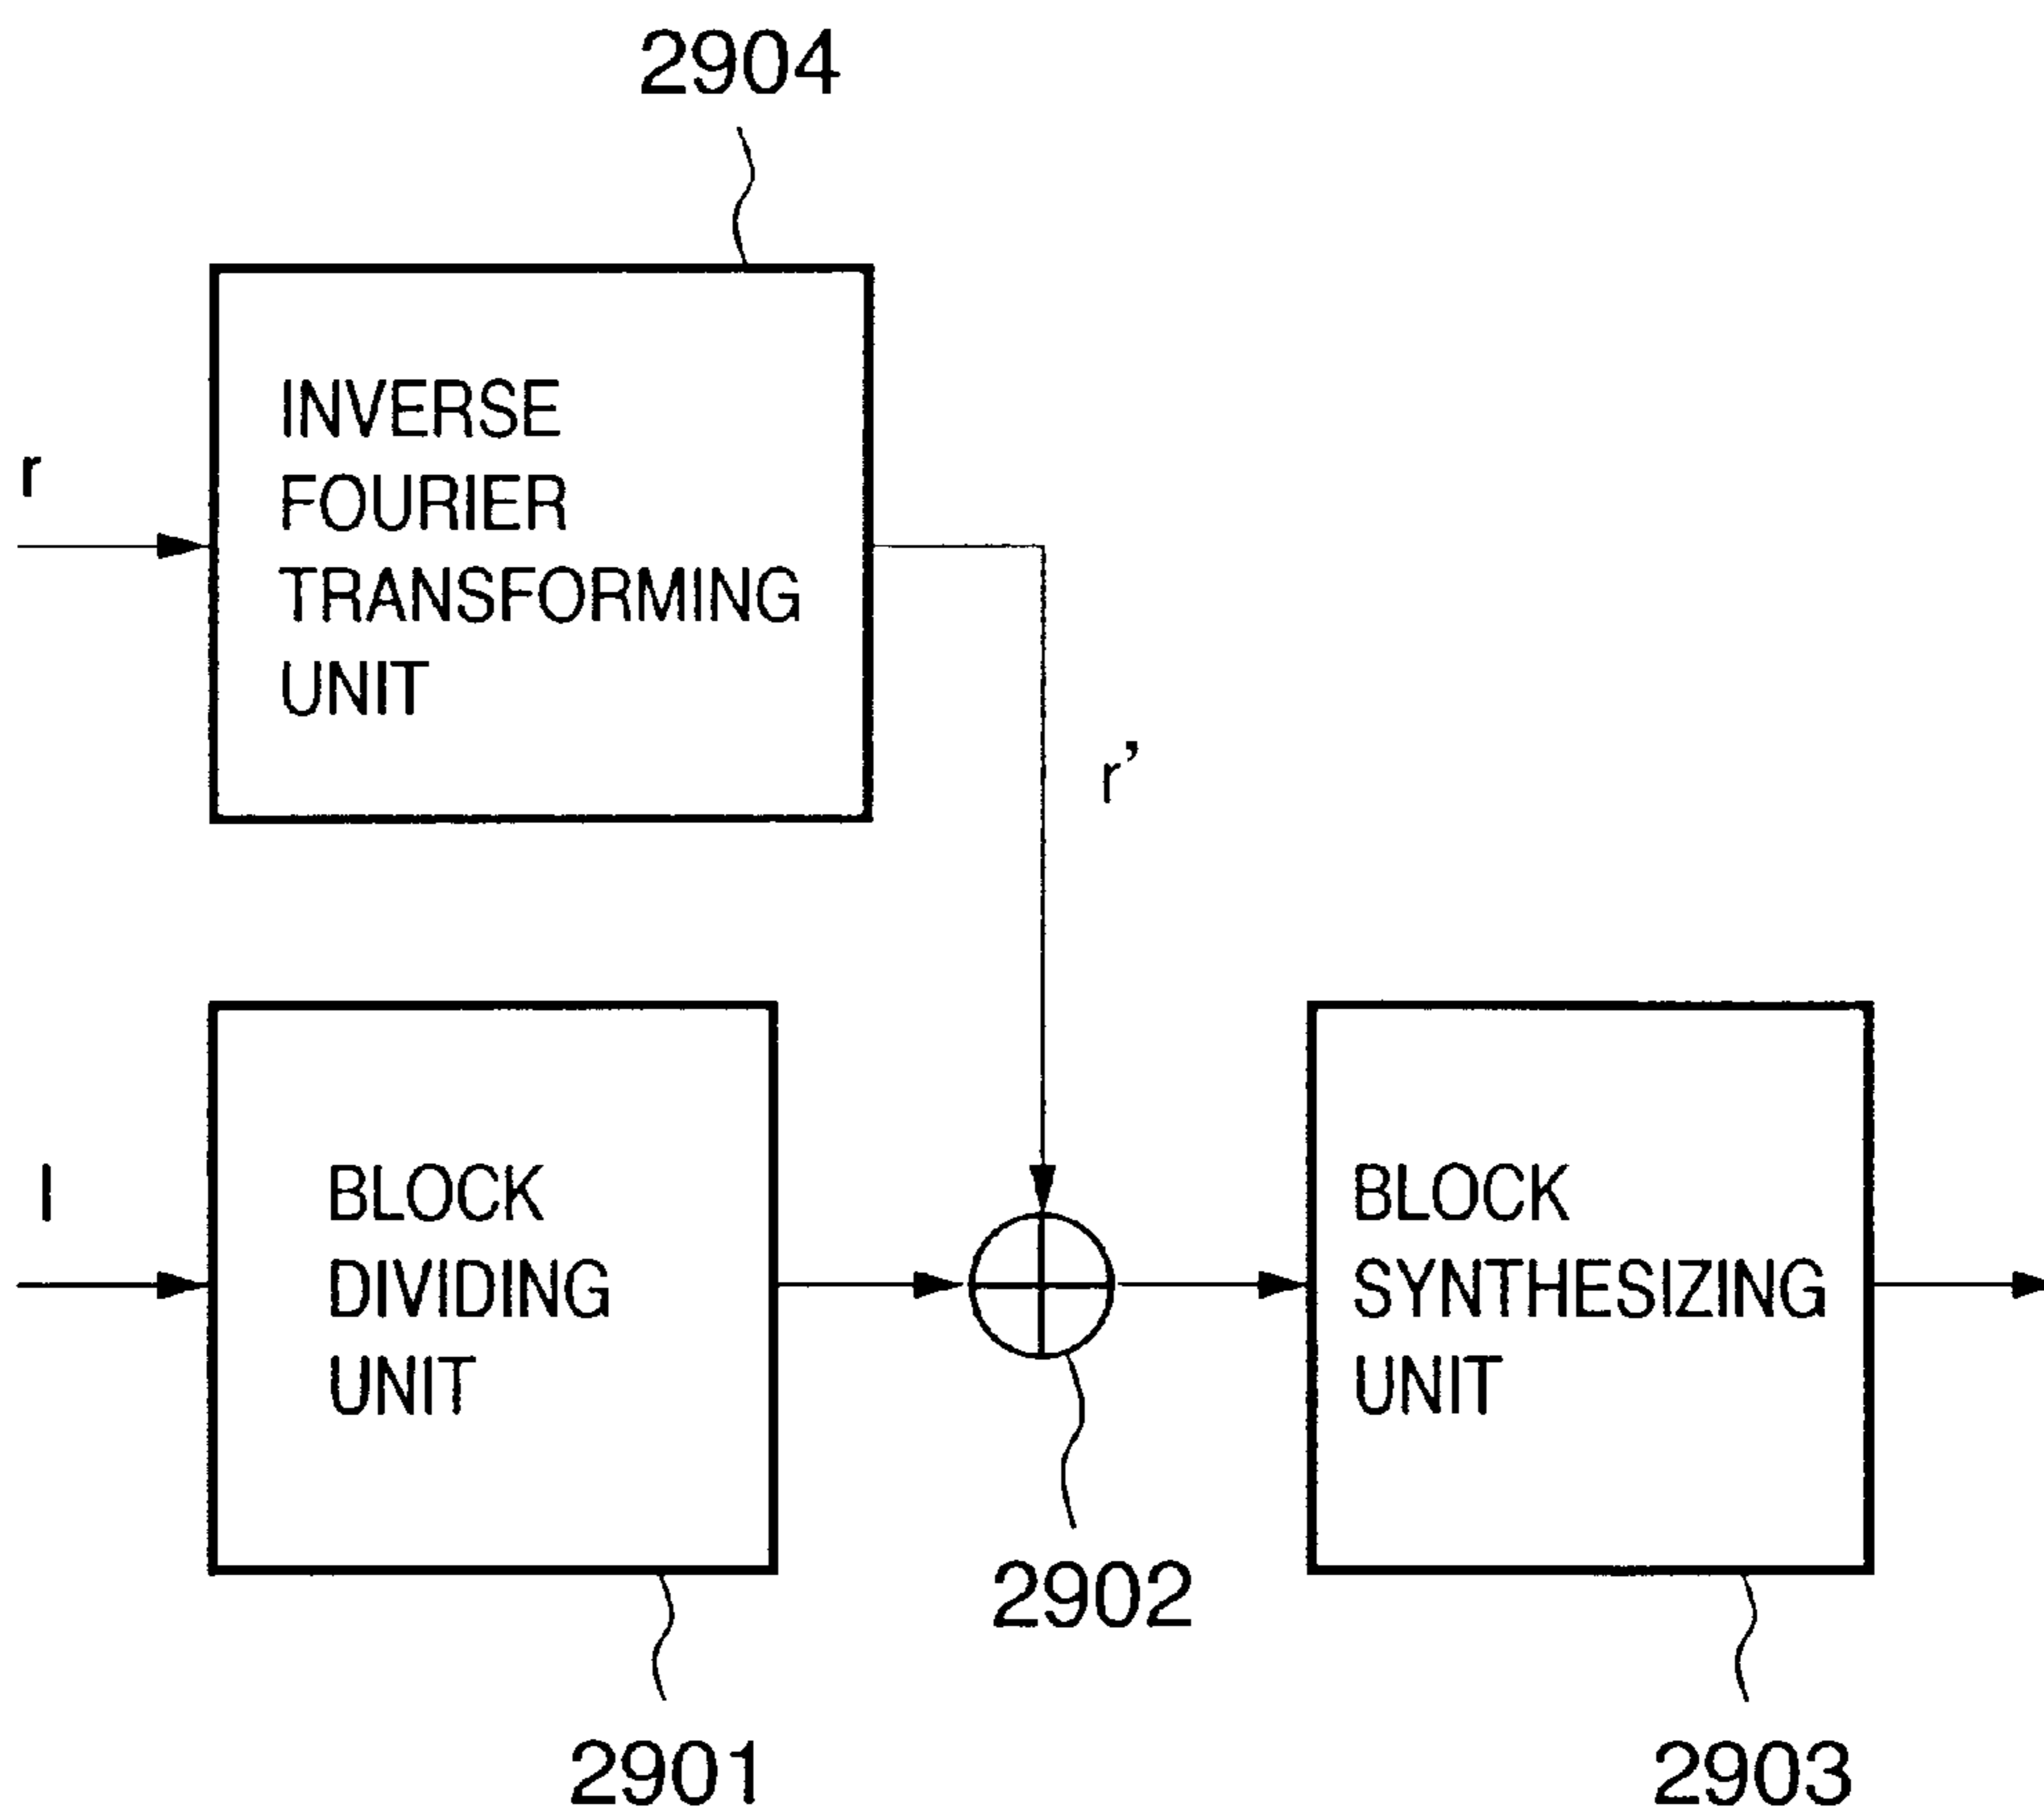 2904
r
INVERSE
FOURIER
TRANSFORMING
UNIT
r’
I
BLOCK
DIVIDING
UNIT
BLOCK
SYNTHESIZING
UNIT
2902
2901
2903